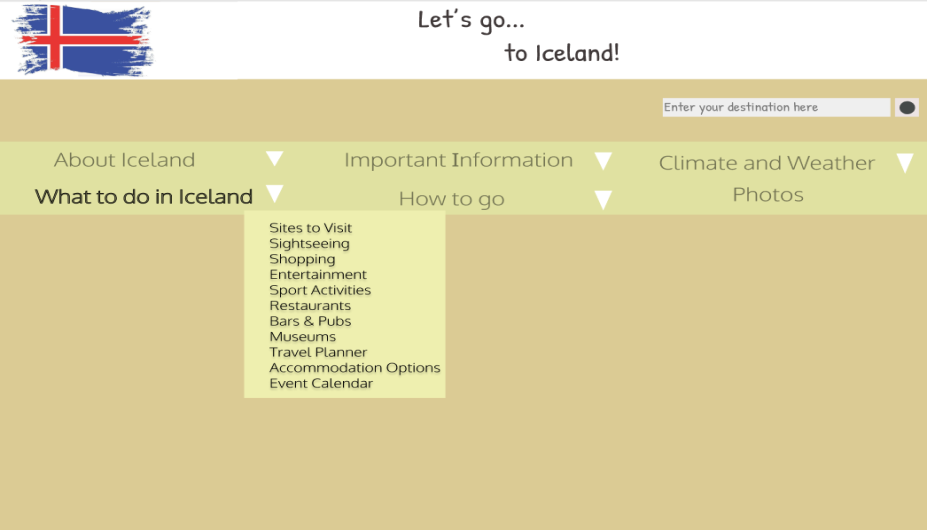 Let's go...
to Iceland!
Enter your destination here
About Iceland
Important Information
Climate and Weather
What to do in Iceland
How to go
Photos
Sites to Visit
Sightseeing
Shopping
Entertainment
Sport Activities
Restaurants
Bars & Pubs
Museums
Travel Planner
Accommodation Options
Event Calendar